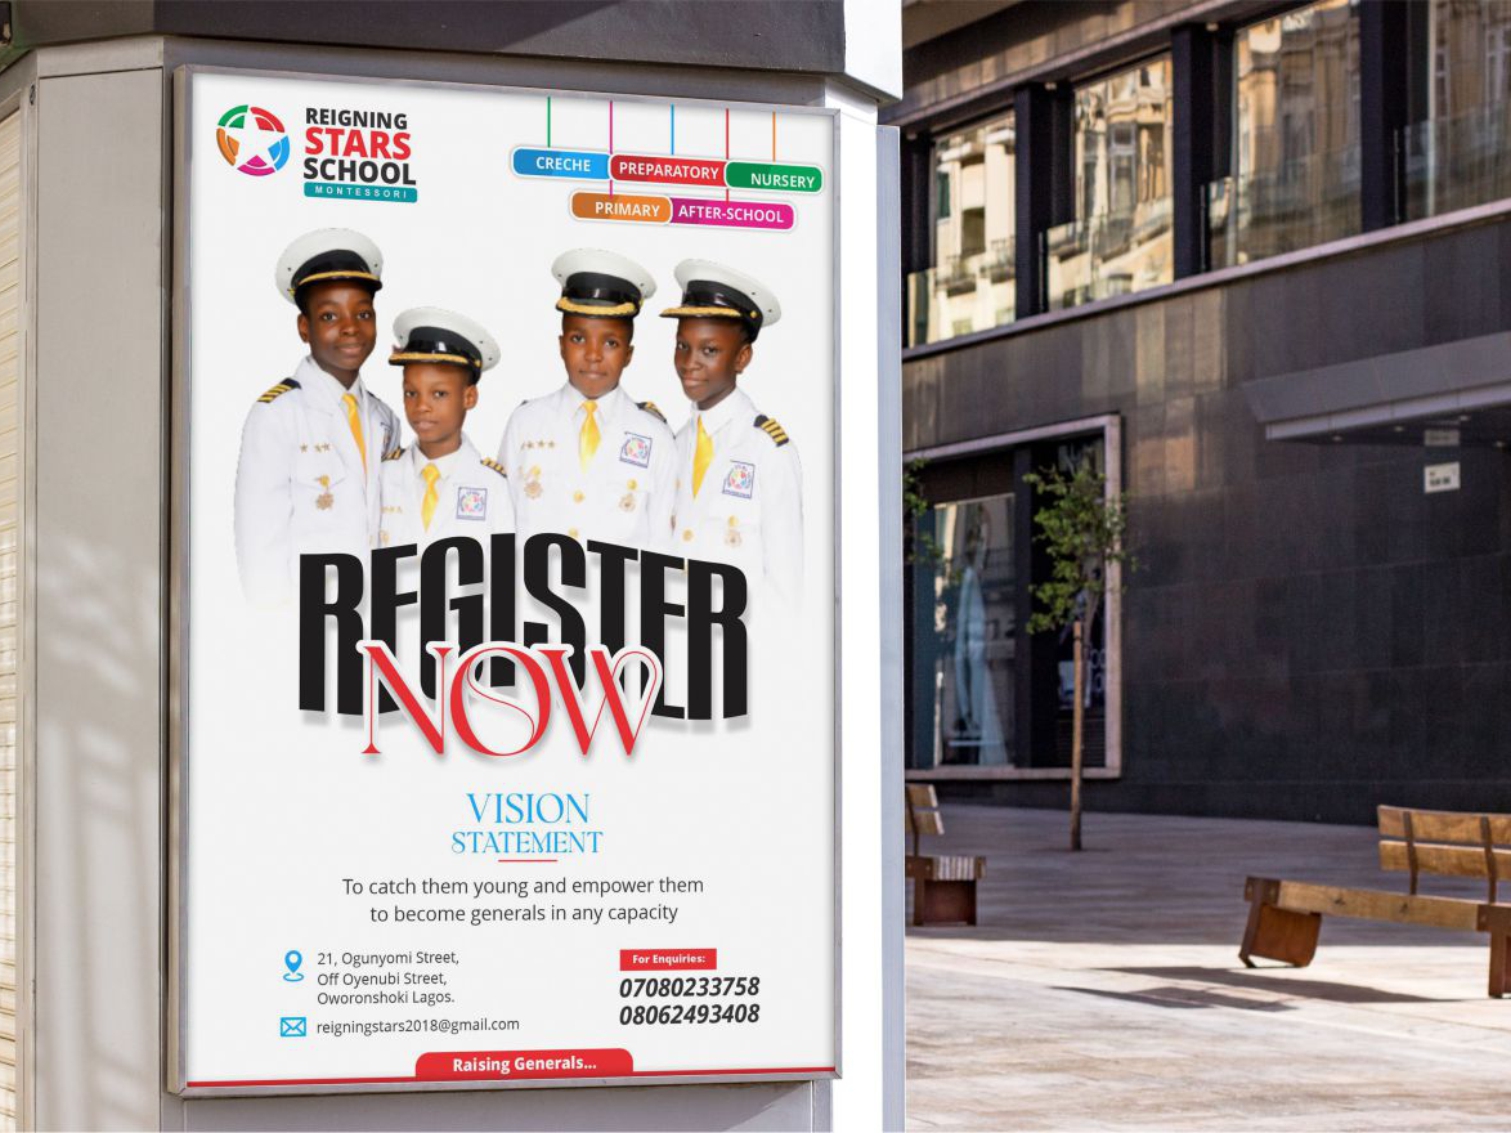 REIGNING
STARS
SCHOOL
MONTESSORI
CRECHE PREPARATORY NURSERY
PRIMARY AFTER-SCHOOL
REGISTER
NOW
VISION
STATEMENT
To catch them young and empower them
to become generals in any capacity
21, Ogunyomi Street,
Off Oyenubi Street,
Oworonshoki Lagos.
reigningstars2018@gmail.com
For Enquiries:
07080233758
08062493408
Raising Generals...